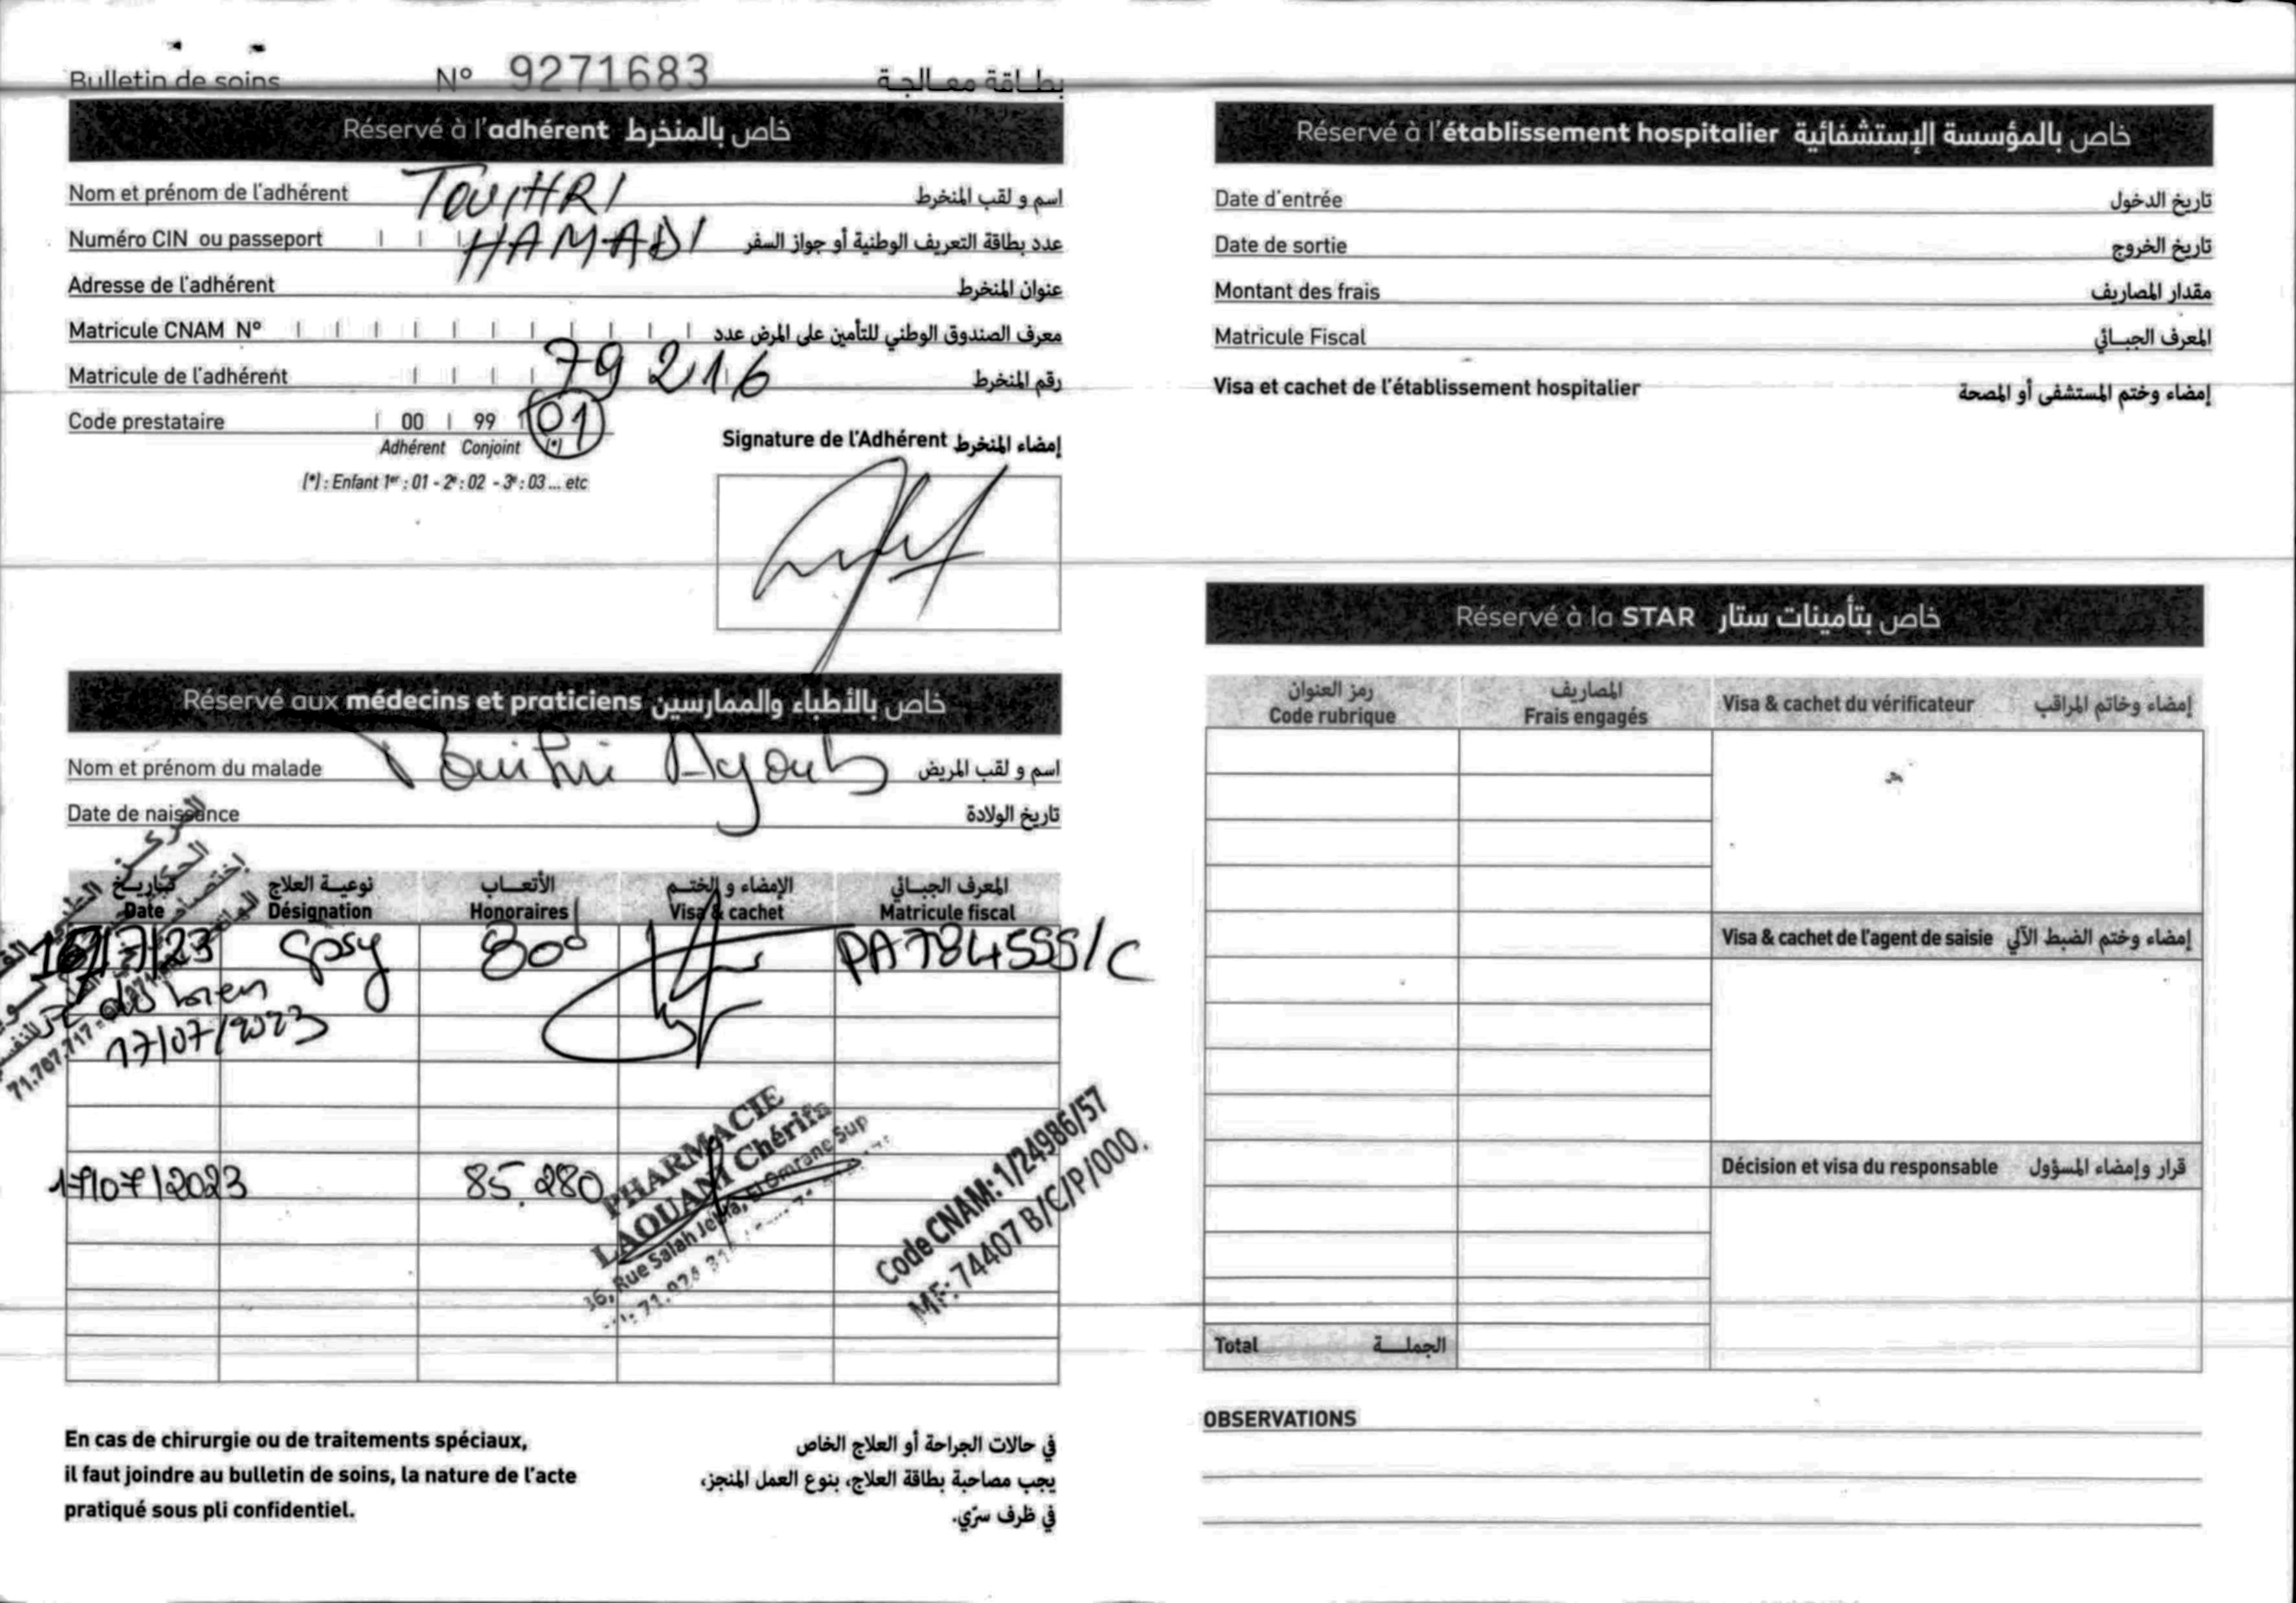 Bulletin de soins N° 9271683 بطاقة معالجة
Réservé à l'adhérent خاص بالمنخرط
Nom et prénom de l'adhérent TOUIHRI اسم و لقب المنخرط
Numéro CIN ou passeport HAMADI عدد بطاقة التعريف الوطنية أو جواز السفر
Adresse de l'adhérent عنوان المنخرط
Matricule CNAM N° معرف الصندوق الوطني للتأمين على المرض عدد
Matricule de l'adhérent 79216 رقم المنخرط
Code prestataire 00 99 01
Adhérent Conjoint (*)
(*) : Enfant 1er : 01 - 2e : 02 - 3e : 03 ... etc
Signature de l'Adhérent إمضاء المنخرط
Réservé aux médecins et praticiens خاص بالأطباء والممارسين
Nom et prénom du malade Touihri Ayoub اسم و لقب المريض
Date de naissance تاريخ الولادة
تاريخ نوعية العلاج الأتعاب الإمضاء و الختم المعرف الجبائي
Date Désignation Honoraires Visa & cachet Matricule fiscal
/7/23 80d PA784555/C
17/07/2023
71.767.717
17/07/2023 85.280
PHARMACIE
LAOUANI Chérifa
36, Rue Salah Jebla, El Omrane Sup
Code CNAM: 1/24986/57
MF: 74407 B/C/P/000.
En cas de chirurgie ou de traitements spéciaux,
il faut joindre au bulletin de soins, la nature de l'acte
pratiqué sous pli confidentiel.
في حالات الجراحة أو العلاج الخاص
يجب مصاحبة بطاقة العلاج، بنوع العمل المنجز،
في ظرف سرّي.
Réservé à l'établissement hospitalier خاص بالمؤسسة الإستشفائية
Date d'entrée تاريخ الدخول
Date de sortie تاريخ الخروج
Montant des frais مقدار المصاريف
Matricule Fiscal المعرف الجبائي
Visa et cachet de l'établissement hospitalier إمضاء وختم المستشفى أو المصحة
Réservé à la STAR خاص بتأمينات ستار
رمز العنوان المصاريف
Code rubrique Frais engagés Visa & cachet du vérificateur إمضاء وخاتم المراقب
Visa & cachet de l'agent de saisie إمضاء وختم الضبط الآلي
Décision et visa du responsable قرار وإمضاء المسؤول
Total الجملة
OBSERVATIONS